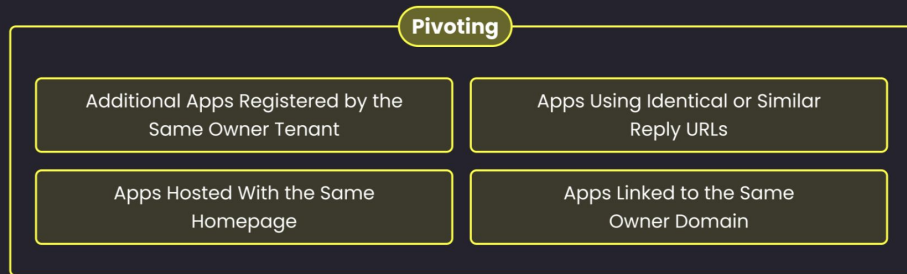 Pivoting
Additional Apps Registered by the
Same Owner Tenant
Apps Using Identical or Similar
Reply URLs
Apps Hosted With the Same
Homepage
Apps Linked to the Same
Owner Domain